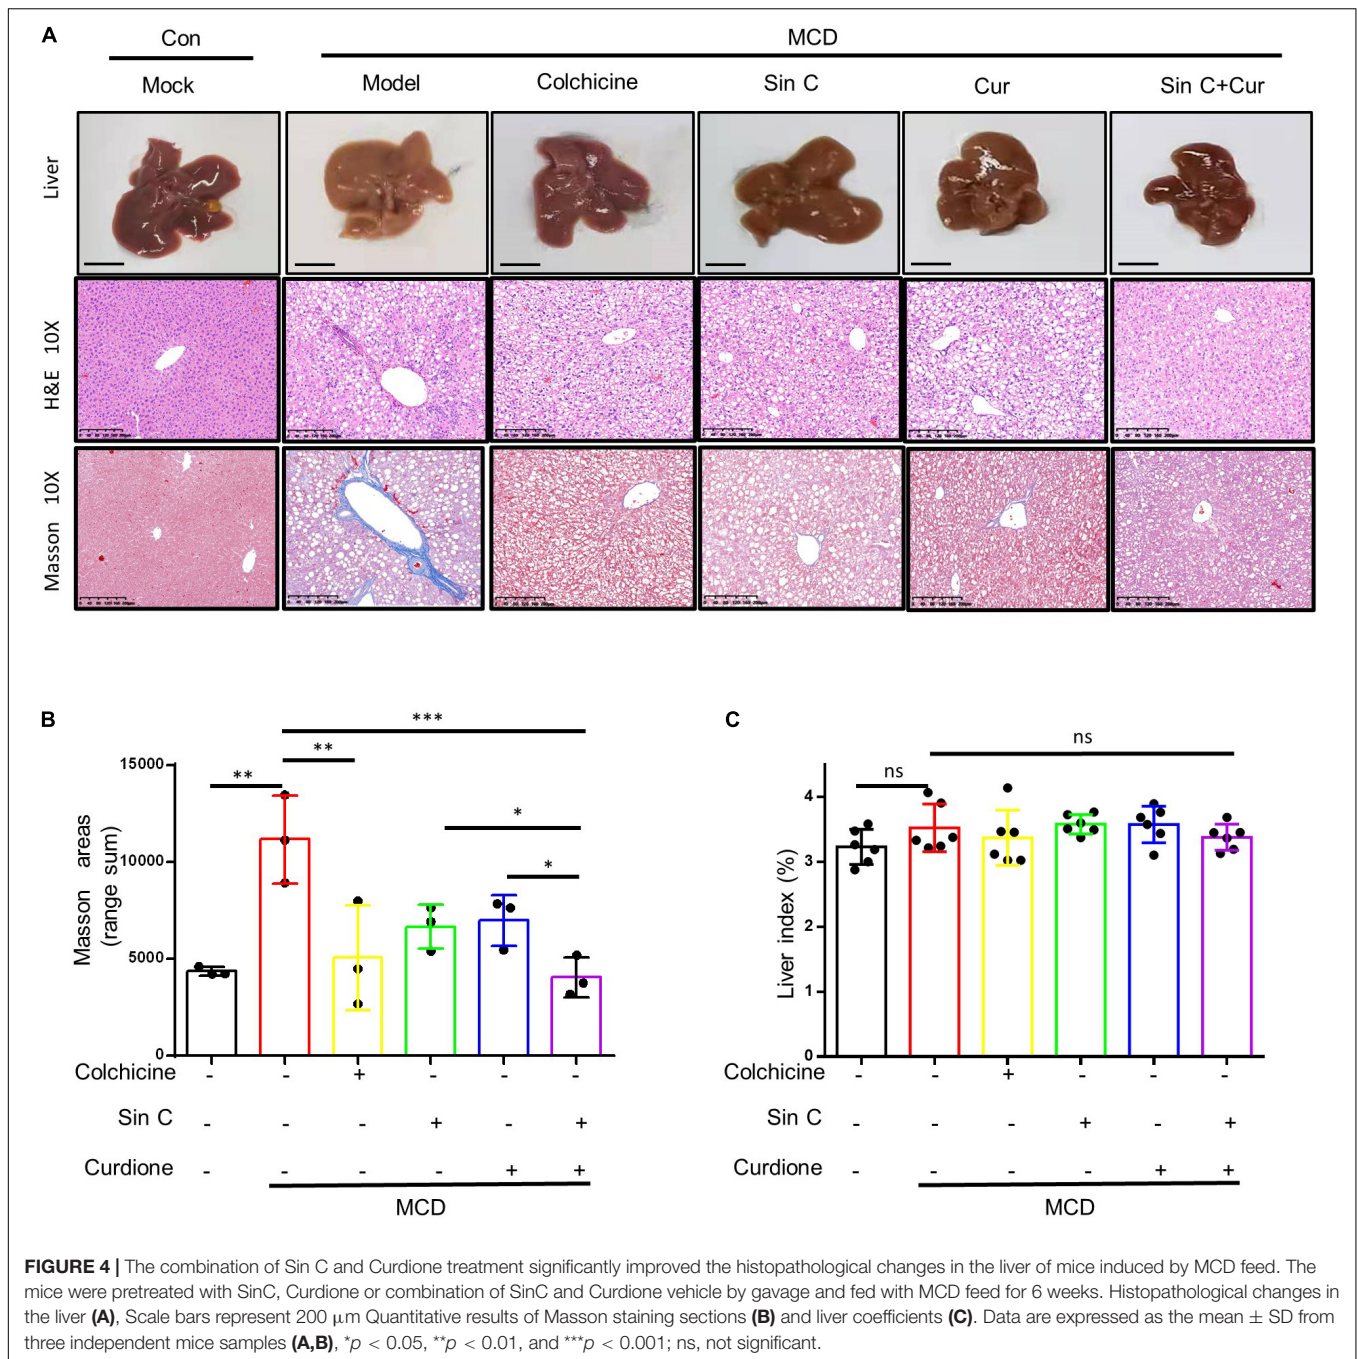 A
Con
MCD
Mock
Model
Colchicine
Sin C
Cur
Sin C+Cur
Liver
H&E 10X
Masson 10X
B
***
**
**
*
*
15000
10000
5000
0
Masson areas
(range sum)
Colchicine - - + - - -
Sin C - - - + - +
Curdione - - - - + +
MCD
C
ns
ns
4
3
2
1
0
Liver index (%)
Colchicine - - + - - -
Sin C - - - + - +
Curdione - - - - + +
MCD
FIGURE 4 | The combination of Sin C and Curdione treatment significantly improved the histopathological changes in the liver of mice induced by MCD feed. The
mice were pretreated with SinC, Curdione or combination of SinC and Curdione vehicle by gavage and fed with MCD feed for 6 weeks. Histopathological changes in
the liver (A), Scale bars represent 200 μm Quantitative results of Masson staining sections (B) and liver coefficients (C). Data are expressed as the mean ± SD from
three independent mice samples (A,B), *p < 0.05, **p < 0.01, and ***p < 0.001; ns, not significant.